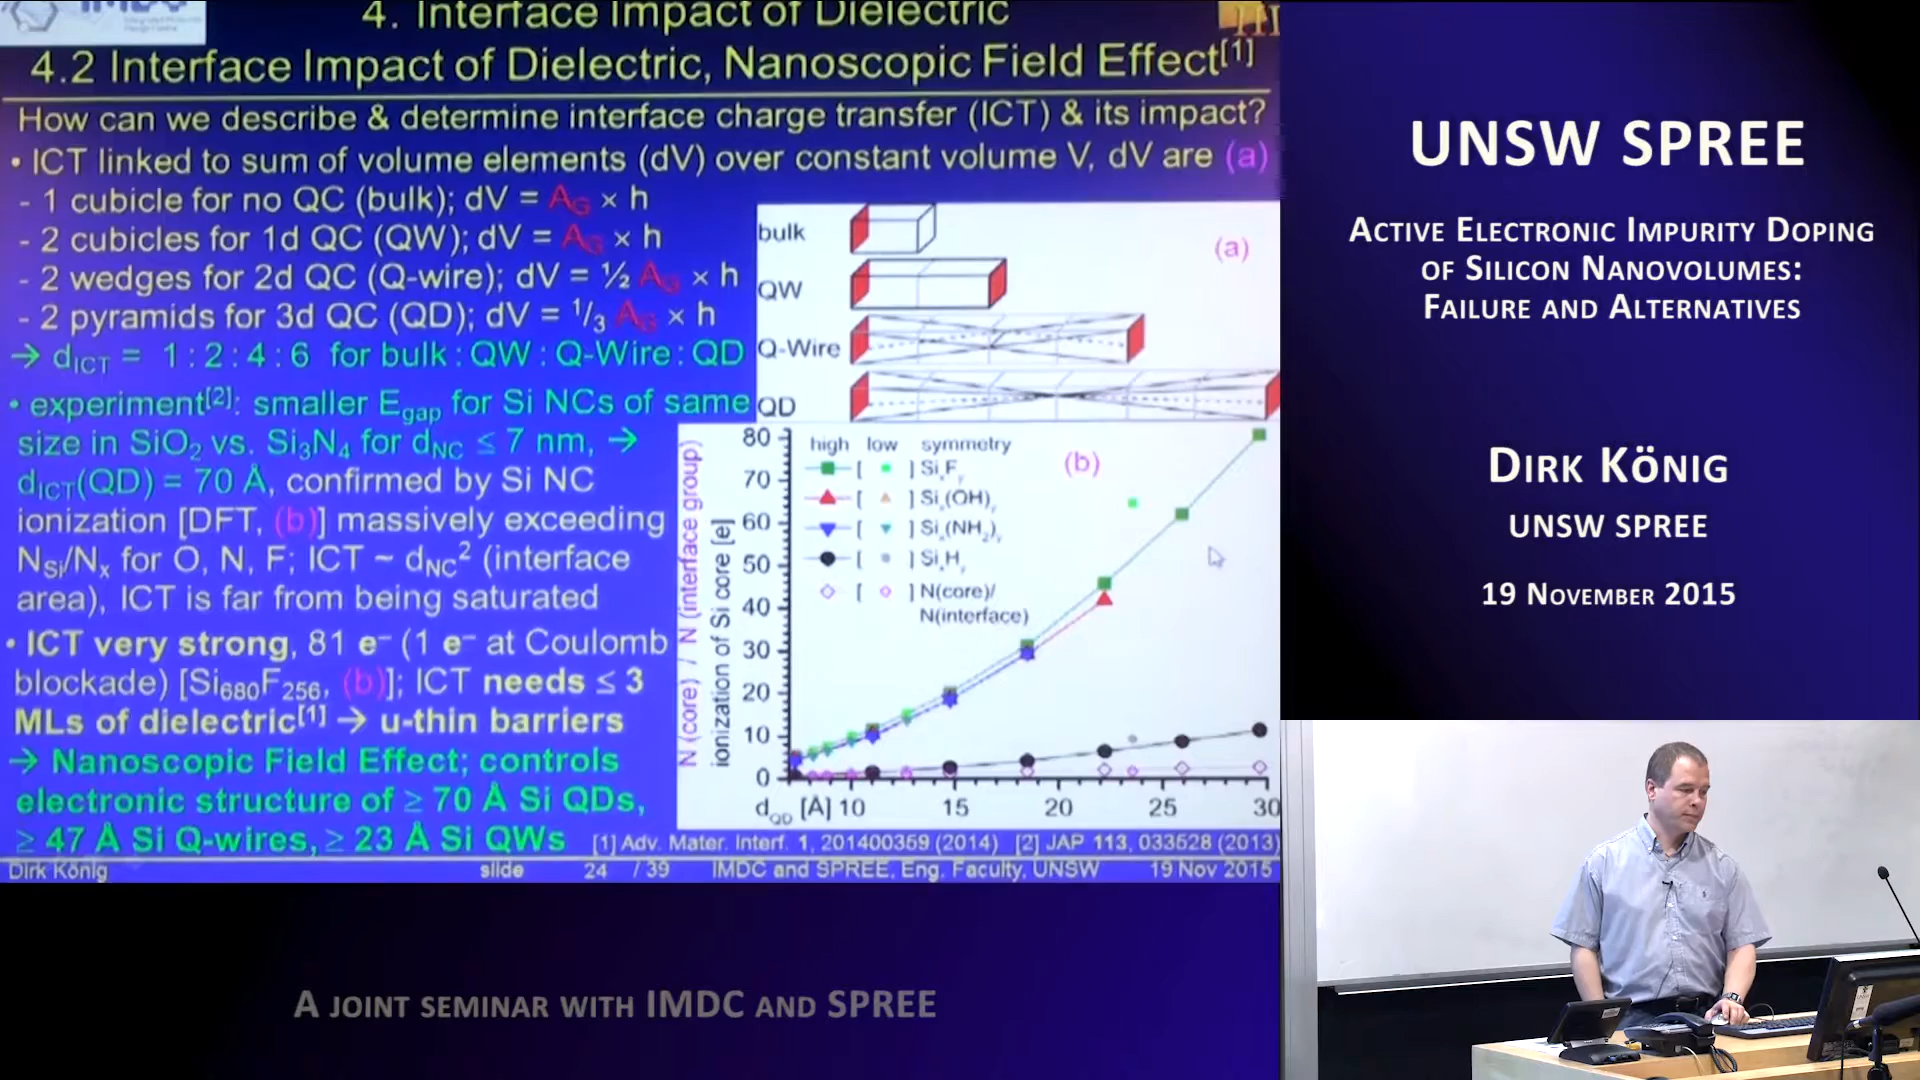 4. Interface Impact of Dielectric
4.2 Interface Impact of Dielectric, Nanoscopic Field Effect[1]
How can we describe & determine interface charge transfer (ICT) & its impact?
• ICT linked to sum of volume elements (dV) over constant volume V, dV are (a)
- 1 cubicle for no QC (bulk); dV = AG × h
- 2 cubicles for 1d QC (QW); dV = AG × h
- 2 wedges for 2d QC (Q-wire); dV = ½ AG × h
- 2 pyramids for 3d QC (QD); dV = 1/3 AG × h
→ dICT = 1 : 2 : 4 : 6 for bulk : QW : Q-Wire : QD
• experiment[2]: smaller Egap for Si NCs of same
size in SiO2 vs. Si3N4 for dNC ≤ 7 nm, →
dICT(QD) = 70 Å, confirmed by Si NC
ionization [DFT, (b)] massively exceeding
NSi/Nx for O, N, F; ICT ~ dNC2 (interface
area), ICT is far from being saturated
• ICT very strong, 81 e− (1 e− at Coulomb
blockade) [Si680F256, (b)]; ICT needs ≤ 3
MLs of dielectric[1] → u-thin barriers
→ Nanoscopic Field Effect; controls
electronic structure of ≥ 70 Å Si QDs,
≥ 47 Å Si Q-wires, ≥ 23 Å Si QWs
bulk
(a)
QW
Q-Wire
QD
N (core) / N (interface group)
ionization of Si core [e]
80
70
60
50
40
30
20
10
0
high low symmetry
[ ] SixFy
[ ] Six(OH)y
[ ] Six(NH2)y
[ ] SixHy
[ ] N(core)/
N(interface)
(b)
dQD [Å] 10 15 20 25 30
[1] Adv. Mater. Interf. 1, 201400359 (2014) [2] JAP 113, 033528 (2013)
Dirk König slide 24 / 39 IMDC and SPREE, Eng. Faculty, UNSW 19 Nov 2015
UNSW SPREE
Active Electronic Impurity Doping
of Silicon Nanovolumes:
Failure and Alternatives
Dirk König
UNSW SPREE
19 November 2015
A joint seminar with IMDC and SPREE